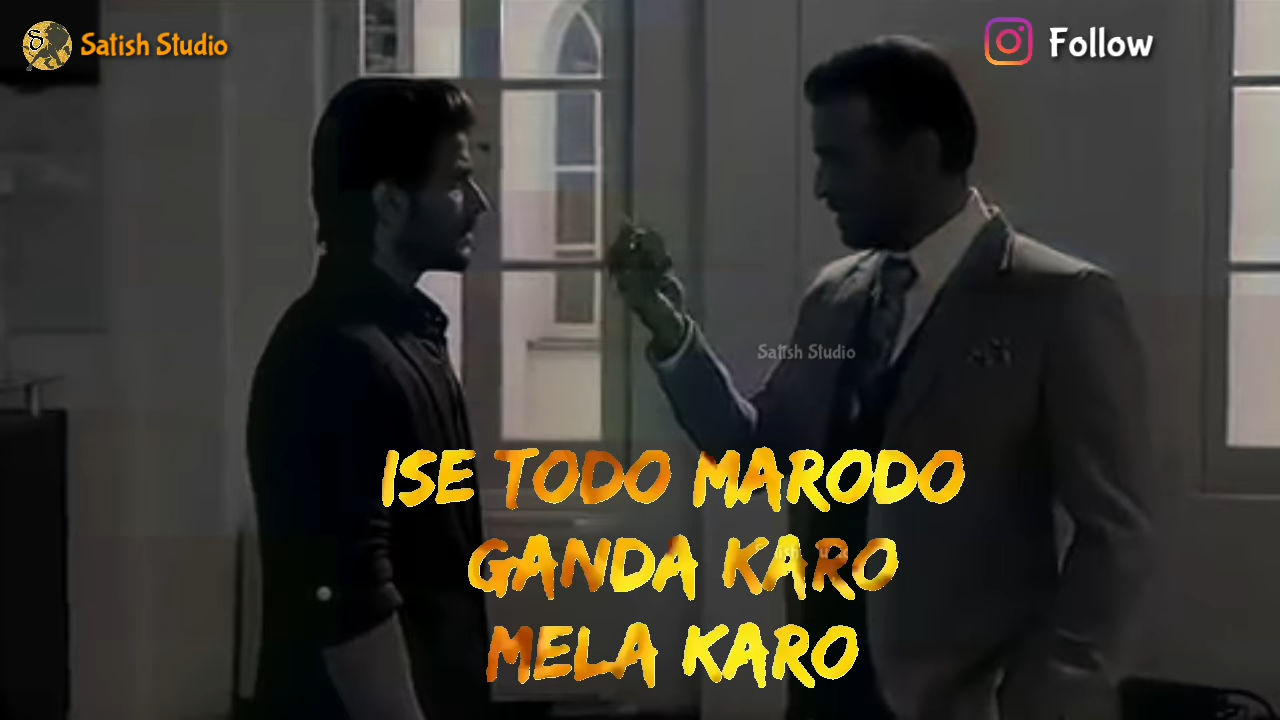 Satish Studio
Follow
Satish Studio
ISE TODO MARODO
GANDA KARO
MELA KARO